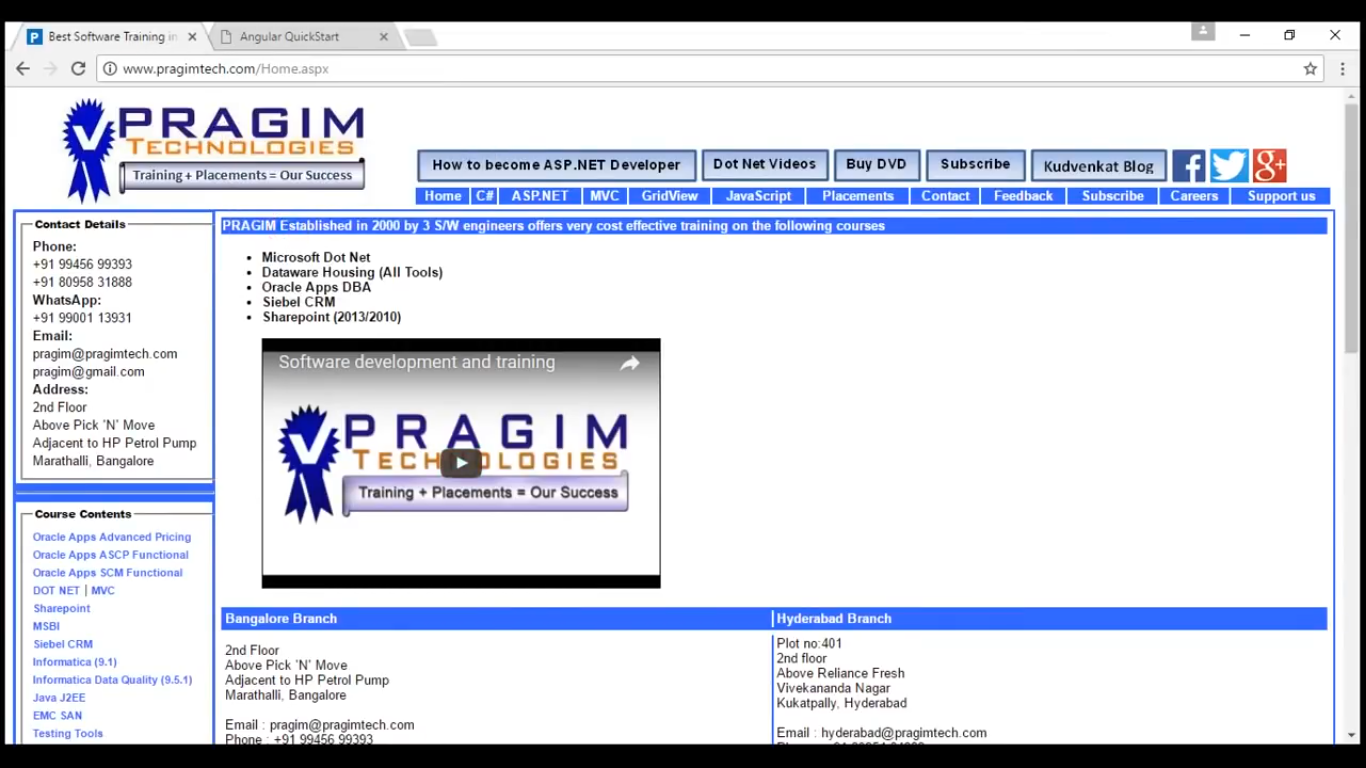 Best Software Training in
Angular QuickStart
www.pragimtech.com/Home.aspx
PRAGIM
TECHNOLOGIES
Training + Placements = Our Success
How to become ASP.NET Developer
Dot Net Videos
Buy DVD
Subscribe
Kudvenkat Blog
Home
C#
ASP.NET
MVC
GridView
JavaScript
Placements
Contact
Feedback
Subscribe
Careers
Support us
Contact Details
Phone:
+91 99456 99393
+91 80958 31888
WhatsApp:
+91 99001 13931
Email:
pragim@pragimtech.com
pragim@gmail.com
Address:
2nd Floor
Above Pick 'N' Move
Adjacent to HP Petrol Pump
Marathalli, Bangalore
Course Contents
Oracle Apps Advanced Pricing
Oracle Apps ASCP Functional
Oracle Apps SCM Functional
DOT NET | MVC
Sharepoint
MSBI
Siebel CRM
Informatica (9.1)
Informatica Data Quality (9.5.1)
Java J2EE
EMC SAN
Testing Tools
PRAGIM Established in 2000 by 3 S/W engineers offers very cost effective training on the following courses
Microsoft Dot Net
Dataware Housing (All Tools)
Oracle Apps DBA
Siebel CRM
Sharepoint (2013/2010)
Software development and training
PRAGIM
TECHNOLOGIES
Training + Placements = Our Success
Bangalore Branch
2nd Floor
Above Pick 'N' Move
Adjacent to HP Petrol Pump
Marathalli, Bangalore
Email : pragim@pragimtech.com
Phone : +91 99456 99393
Hyderabad Branch
Plot no:401
2nd floor
Above Reliance Fresh
Vivekananda Nagar
Kukatpally, Hyderabad
Email : hyderabad@pragimtech.com